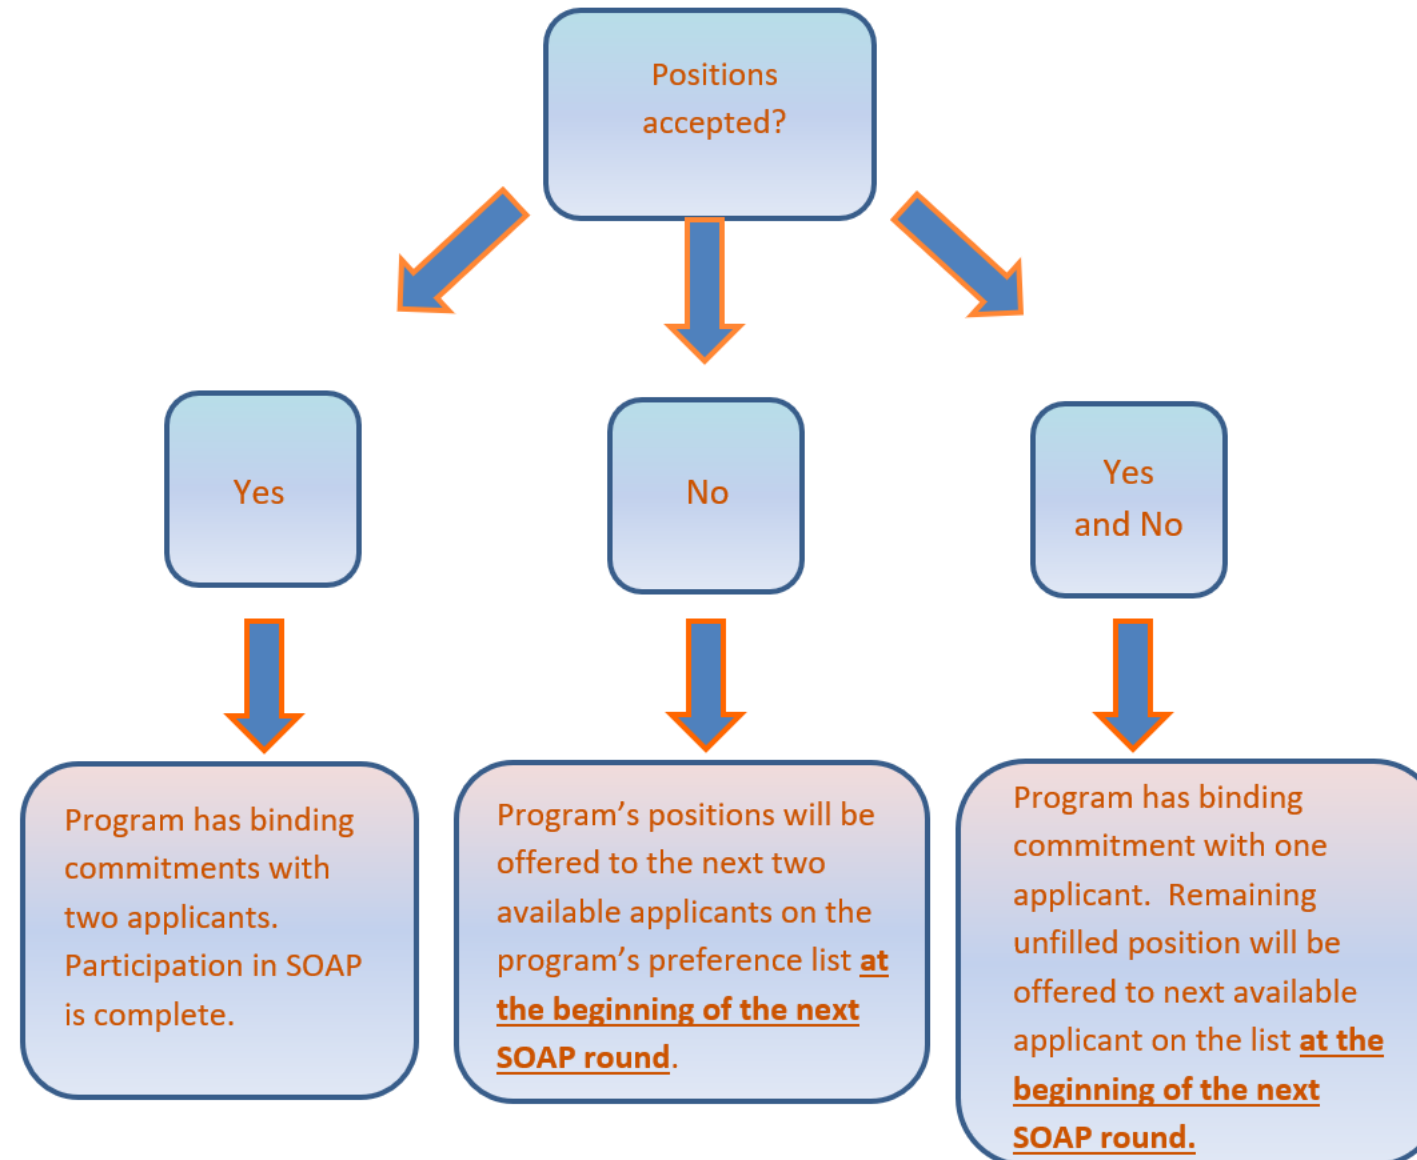 Positions
accepted?
Yes
No
Yes
and No
Program has binding
commitments with
two applicants.
Participation in SOAP
is complete.
Program’s positions will be
offered to the next two
available applicants on the
program’s preference list at
the beginning of the next
SOAP round.
Program has binding
commitment with one
applicant.  Remaining
unfilled position will be
offered to next available
applicant on the list at the
beginning of the next
SOAP round.